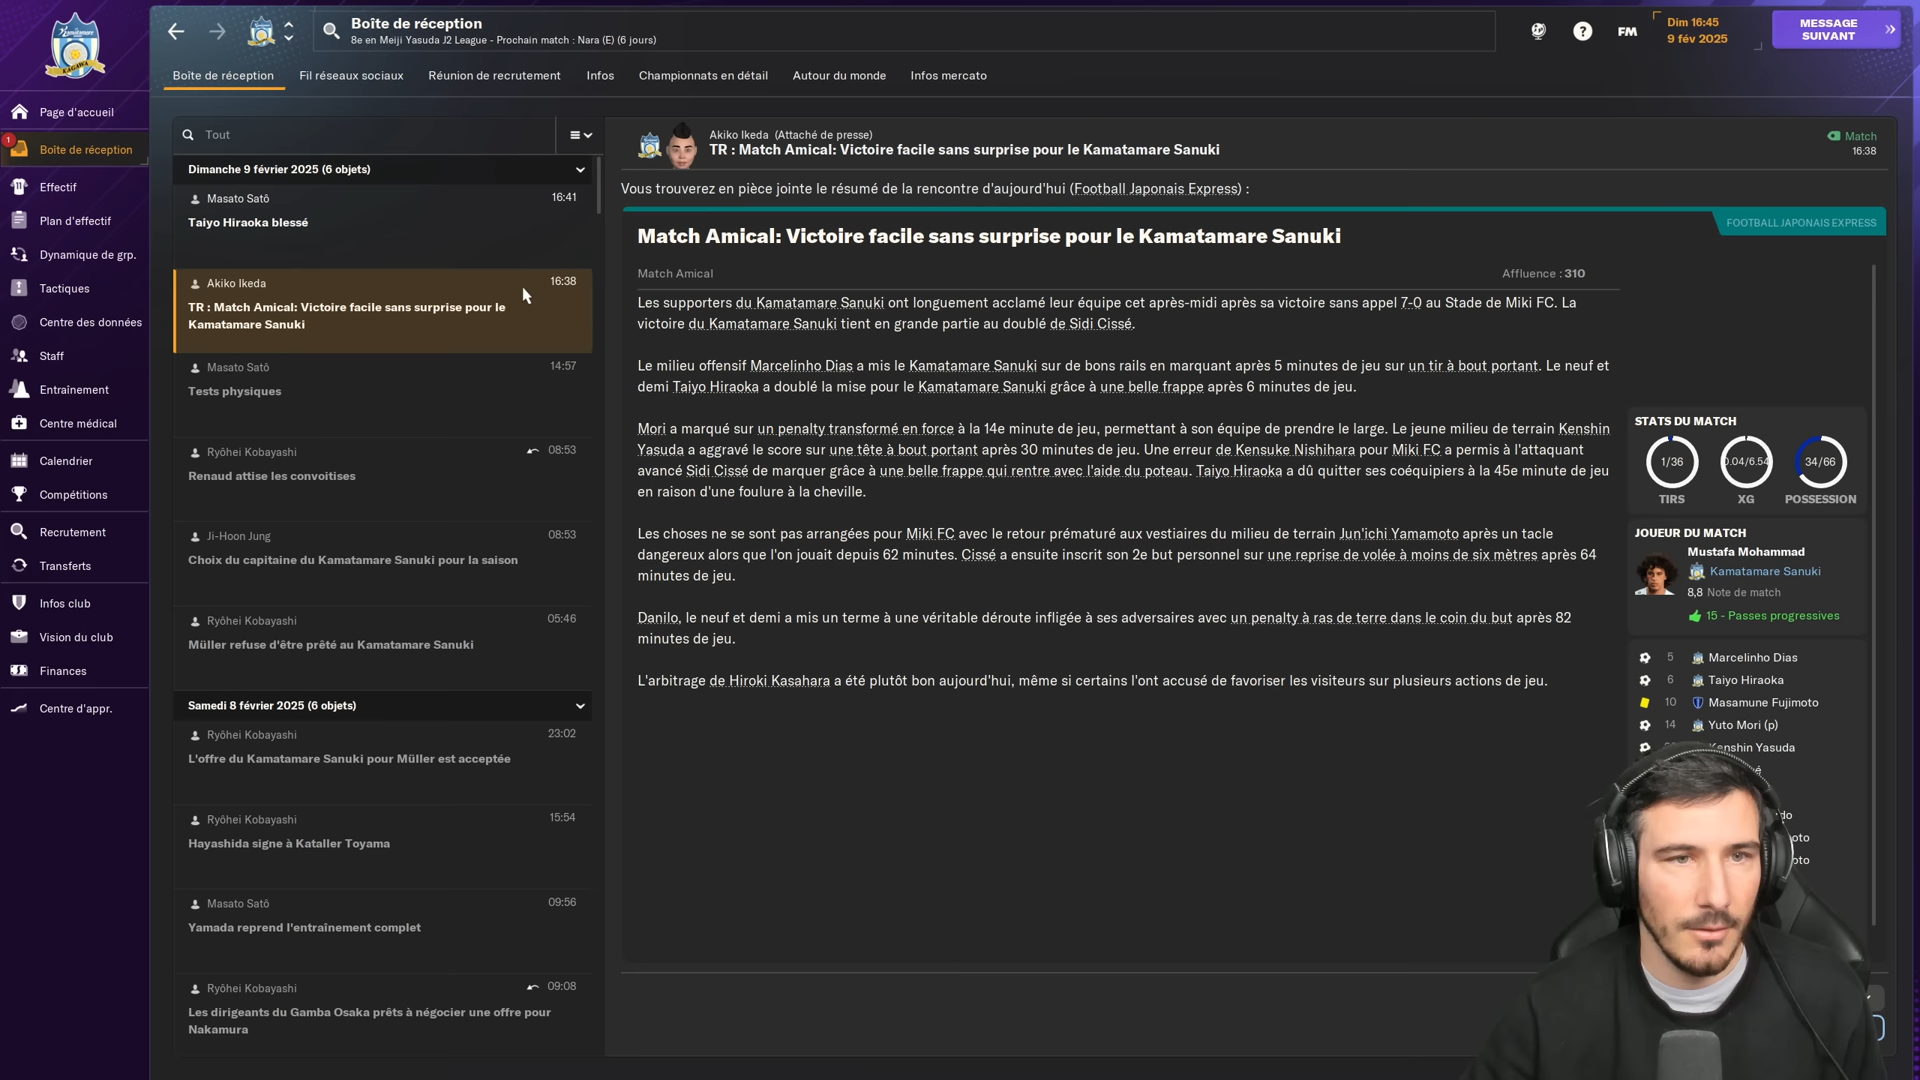 Boîte de réception
8e en Meiji Yasuda J2 League - Prochain match : Nara (E) (6 jours)
FM
Dim 16:45
9 fév 2025
MESSAGE
SUIVANT
Boîte de réception
Fil réseaux sociaux
Réunion de recrutement
Infos
Championnats en détail
Autour du monde
Infos mercato
KAGAWA
Page d'accueil
1
Boîte de réception
Effectif
Plan d'effectif
Dynamique de grp.
Tactiques
Centre des données
Staff
Entraînement
Centre médical
Calendrier
Compétitions
Recrutement
Transferts
Infos club
Vision du club
Finances
Centre d'appr.
Tout
Dimanche 9 février 2025 (6 objets)
Masato Satô
16:41
Taiyo Hiraoka blessé
Akiko Ikeda
16:38
TR : Match Amical: Victoire facile sans surprise pour le
Kamatamare Sanuki
Masato Satô
14:57
Tests physiques
Ryôhei Kobayashi
08:53
Renaud attise les convoitises
Ji-Hoon Jung
08:53
Choix du capitaine du Kamatamare Sanuki pour la saison
Ryôhei Kobayashi
05:46
Müller refuse d'être prêté au Kamatamare Sanuki
Samedi 8 février 2025 (6 objets)
Ryôhei Kobayashi
23:02
L'offre du Kamatamare Sanuki pour Müller est acceptée
Ryôhei Kobayashi
15:54
Hayashida signe à Kataller Toyama
Masato Satô
09:56
Yamada reprend l'entraînement complet
Ryôhei Kobayashi
09:08
Les dirigeants du Gamba Osaka prêts à négocier une offre pour
Nakamura
Akiko Ikeda (Attaché de presse)
TR : Match Amical: Victoire facile sans surprise pour le Kamatamare Sanuki
Match
16:38
Vous trouverez en pièce jointe le résumé de la rencontre d'aujourd'hui (Football Japonais Express) :
FOOTBALL JAPONAIS EXPRESS
Match Amical: Victoire facile sans surprise pour le Kamatamare Sanuki
Match Amical
Affluence : 310
Les supporters du Kamatamare Sanuki ont longuement acclamé leur équipe cet après-midi après sa victoire sans appel 7-0 au Stade de Miki FC. La
victoire du Kamatamare Sanuki tient en grande partie au doublé de Sidi Cissé.
Le milieu offensif Marcelinho Dias a mis le Kamatamare Sanuki sur de bons rails en marquant après 5 minutes de jeu sur un tir à bout portant. Le neuf et
demi Taiyo Hiraoka a doublé la mise pour le Kamatamare Sanuki grâce à une belle frappe après 6 minutes de jeu.
Mori a marqué sur un penalty transformé en force à la 14e minute de jeu, permettant à son équipe de prendre le large. Le jeune milieu de terrain Kenshin
Yasuda a aggravé le score sur une tête à bout portant après 30 minutes de jeu. Une erreur de Kensuke Nishihara pour Miki FC a permis à l'attaquant
avancé Sidi Cissé de marquer grâce à une belle frappe qui rentre avec l'aide du poteau. Taiyo Hiraoka a dû quitter ses coéquipiers à la 45e minute de jeu
en raison d'une foulure à la cheville.
Les choses ne se sont pas arrangées pour Miki FC avec le retour prématuré aux vestiaires du milieu de terrain Jun'ichi Yamamoto après un tacle
dangereux alors que l'on jouait depuis 62 minutes. Cissé a ensuite inscrit son 2e but personnel sur une reprise de volée à moins de six mètres après 64
minutes de jeu.
Danilo, le neuf et demi a mis un terme à une véritable déroute infligée à ses adversaires avec un penalty à ras de terre dans le coin du but après 82
minutes de jeu.
L'arbitrage de Hiroki Kasahara a été plutôt bon aujourd'hui, même si certains l'ont accusé de favoriser les visiteurs sur plusieurs actions de jeu.
STATS DU MATCH
1/36
0.04/6.54
34/66
TIRS
XG
POSSESSION
JOUEUR DU MATCH
Mustafa Mohammad
Kamatamare Sanuki
8,8 Note de match
15 - Passes progressives
5 Marcelinho Dias
6 Taiyo Hiraoka
10 Masamune Fujimoto
14 Yuto Mori (p)
Kenshin Yasuda
é
do
oto
oto